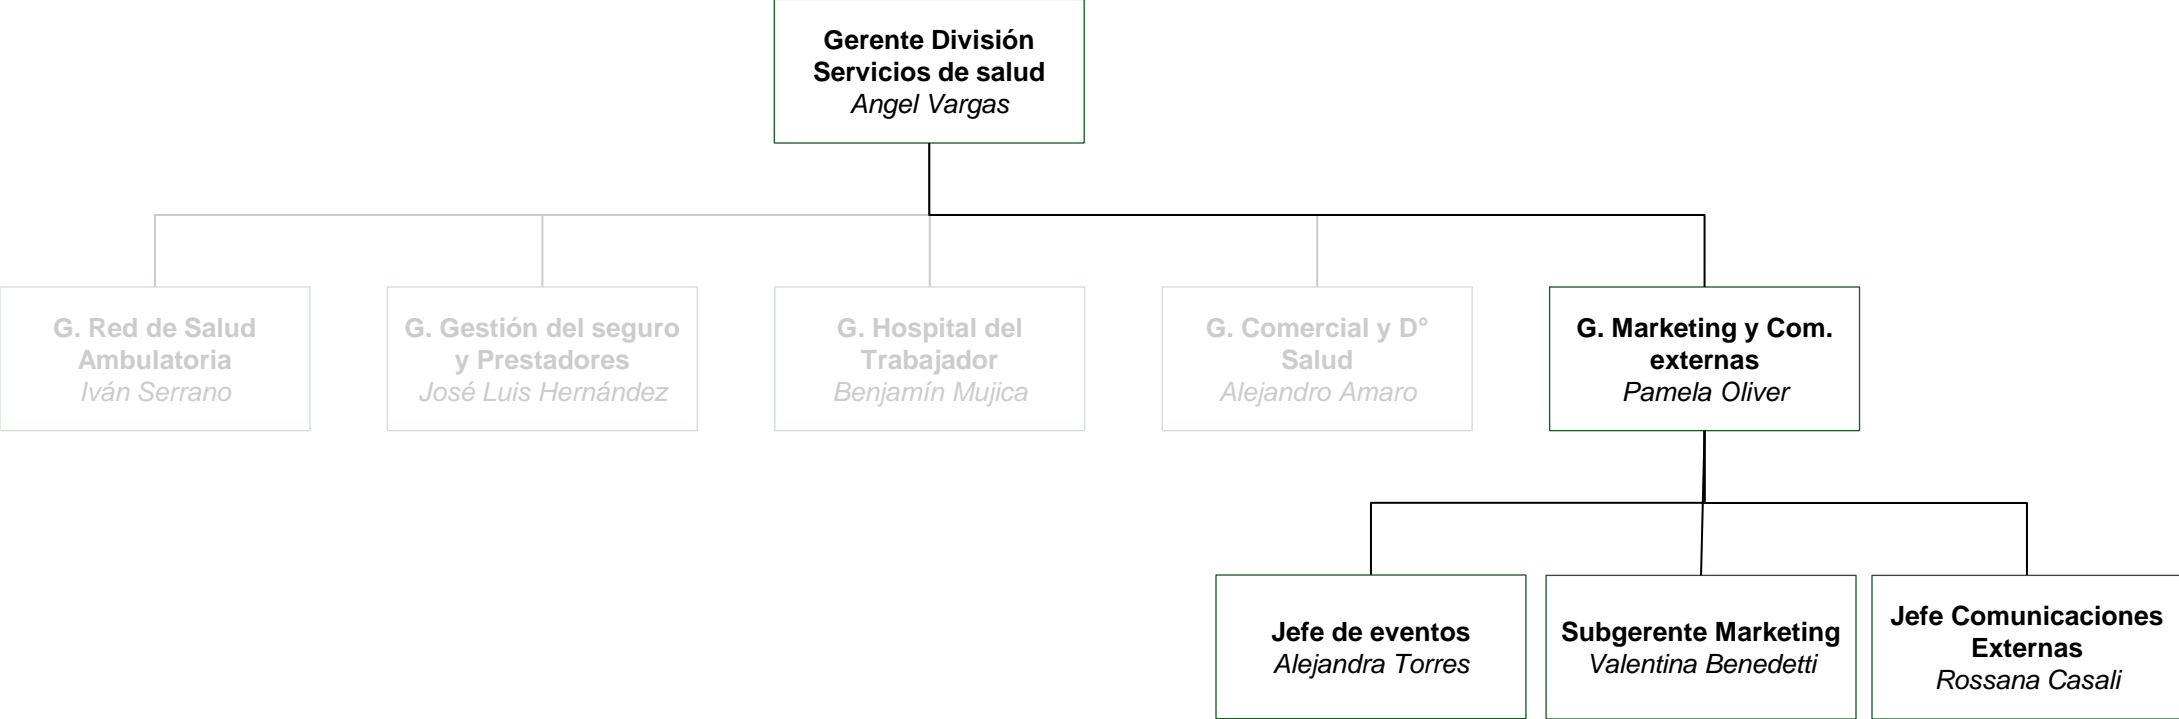 Gerente División
Servicios de salud
Angel Vargas
G. Red de Salud
Ambulatoria
Iván Serrano
G. Gestión del seguro
y Prestadores
José Luis Hernández
G. Hospital del
Trabajador
Benjamín Mujica
G. Comercial y D°
Salud
Alejandro Amaro
G. Marketing y Com.
externas
Pamela Oliver
Jefe de eventos
Alejandra Torres
Subgerente Marketing
Valentina Benedetti
Jefe Comunicaciones
Externas
Rossana Casali